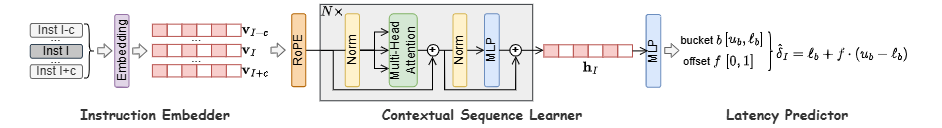 Inst I-c
...
Inst I
...
Inst I+c
Embedding
v_{I−c}
...
v_I
...
v_{I+c}
RoPE
N×
Norm
Multi-Head
Attention
Norm
MLP
h_I
MLP
bucket b [u_b, ℓ_b]
offset f [0, 1]
δ̂_I = ℓ_b + f · (u_b − ℓ_b)
Instruction Embedder
Contextual Sequence Learner
Latency Predictor